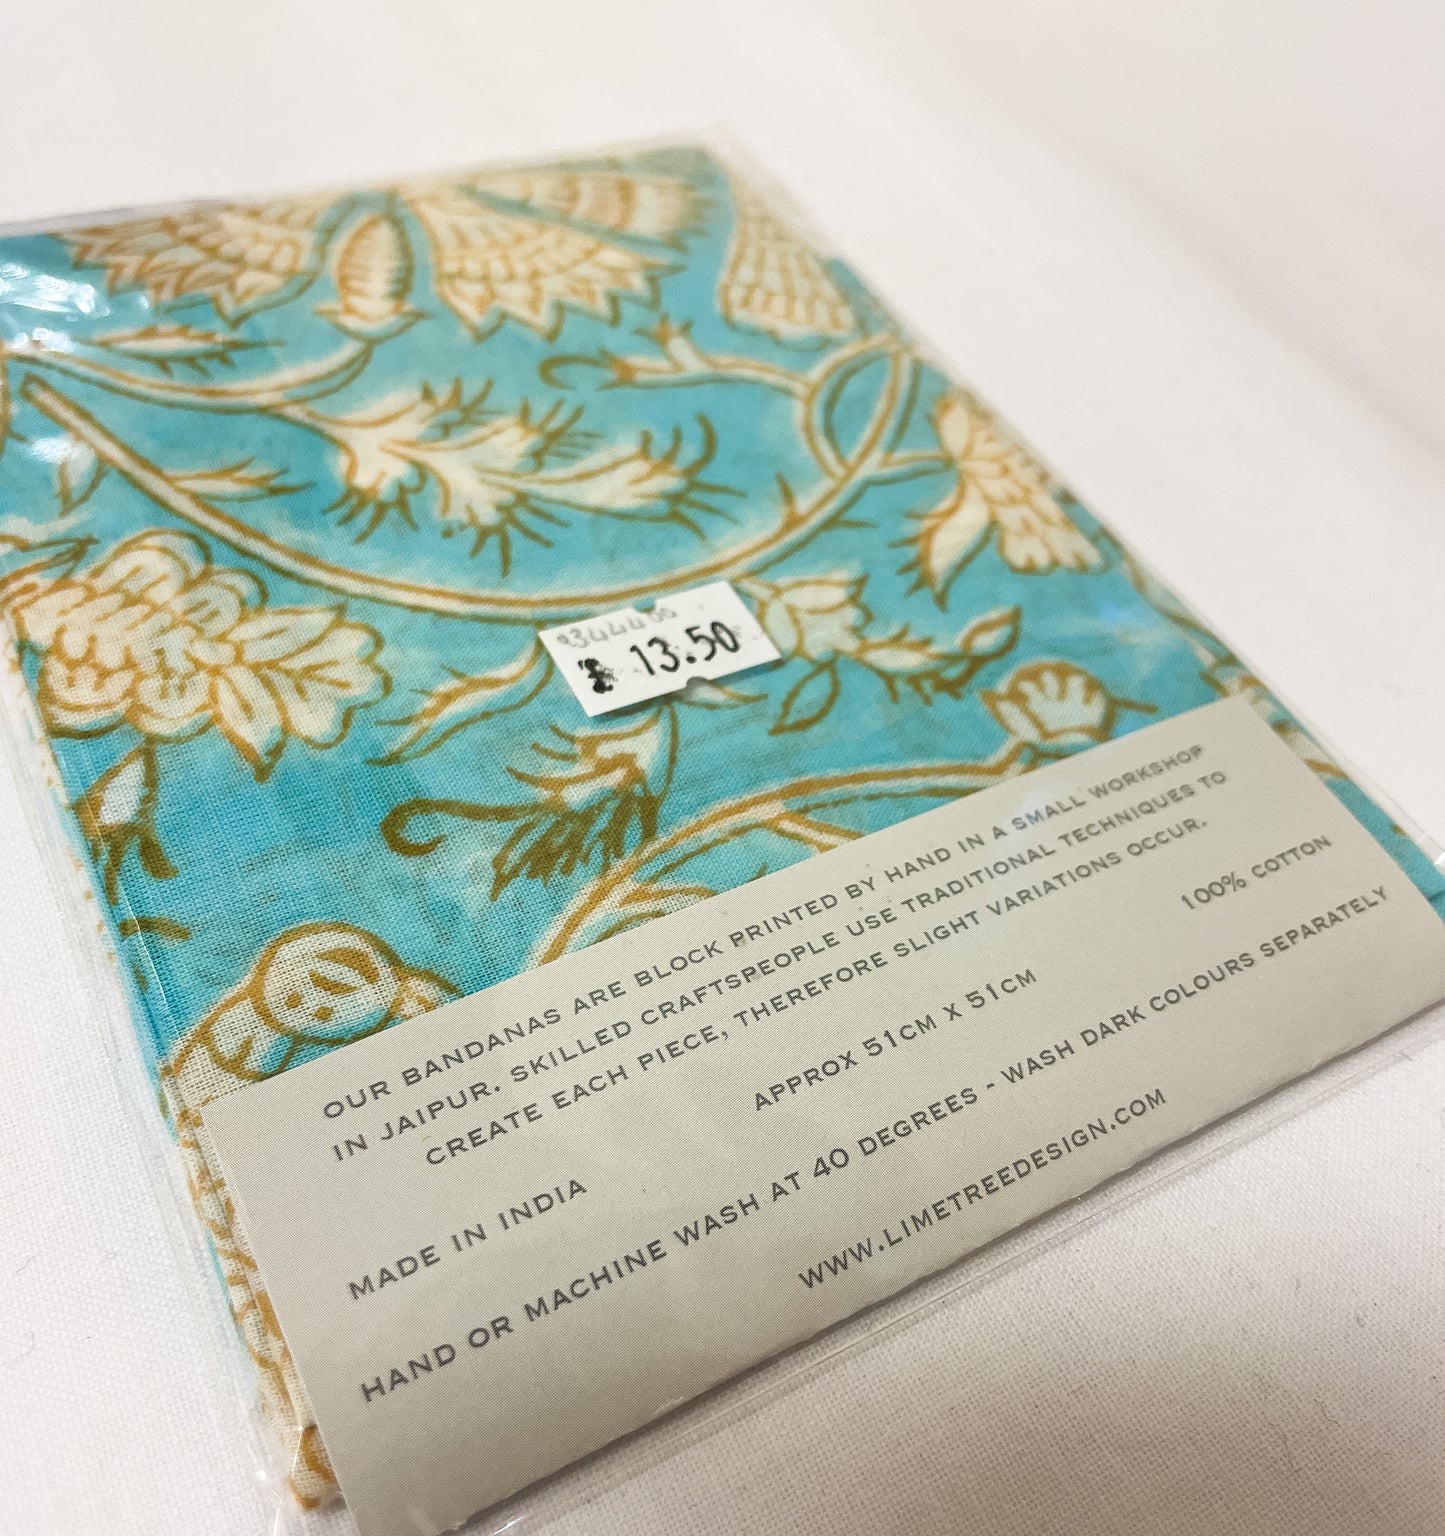 £ 13.50
OUR BANDANAS ARE BLOCK PRINTED BY HAND IN A SMALL WORKSHOP
IN JAIPUR. SKILLED CRAFTSPEOPLE USE TRADITIONAL TECHNIQUES TO
CREATE EACH PIECE, THEREFORE SLIGHT VARIATIONS OCCUR.
MADE IN INDIA APPROX 51CM X 51CM 100% COTTON
HAND OR MACHINE WASH AT 40 DEGREES - WASH DARK COLOURS SEPARATELY
WWW.LIMETREEDESIGN.COM